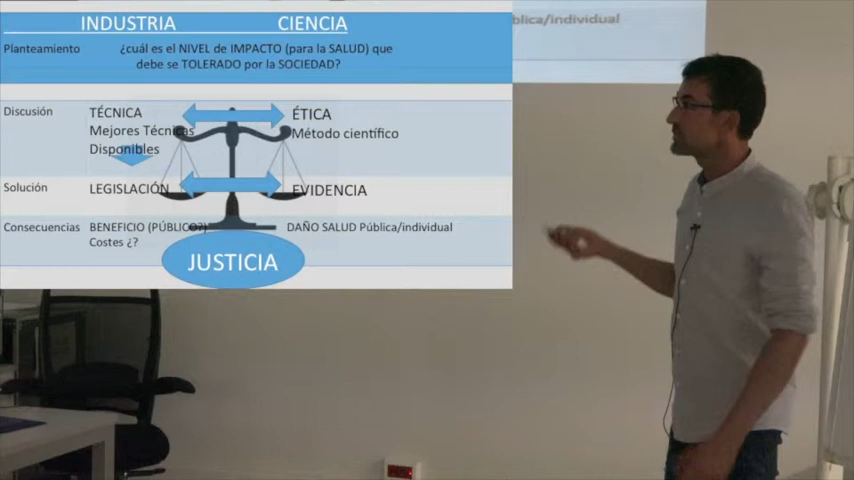 INDUSTRIA CIENCIA
Planteamiento ¿cuál es el NIVEL de IMPACTO (para la SALUD) que
debe se TOLERADO por la SOCIEDAD?
Discusión TÉCNICA ÉTICA
Mejores Técnicas Método científico
Disponibles
Solución LEGISLACIÓN EVIDENCIA
Consecuencias BENEFICIO (PÚBLICO?) DAÑO SALUD Pública/individual
Costes ¿?
JUSTICIA
blica/individual